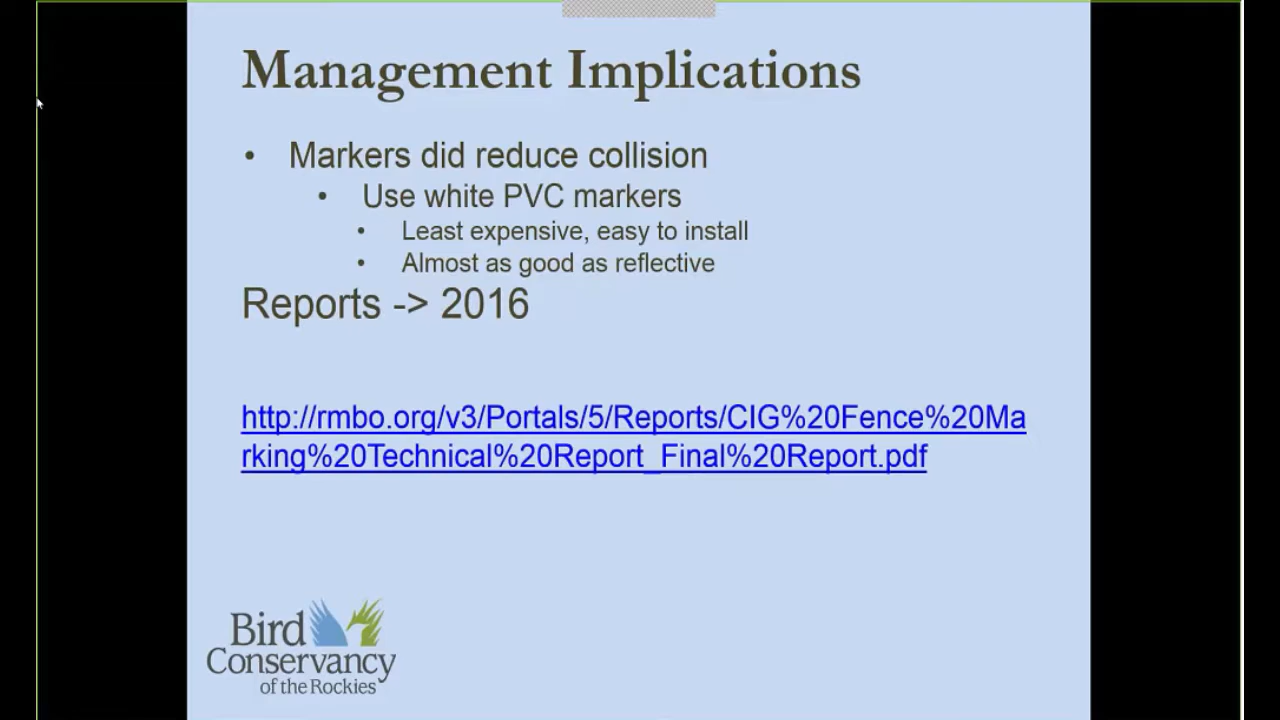 Management Implications
• Markers did reduce collision
• Use white PVC markers
• Least expensive, easy to install
• Almost as good as reflective
Reports -> 2016
http://rmbo.org/v3/Portals/5/Reports/CIG%20Fence%20Ma
rking%20Technical%20Report_Final%20Report.pdf
Bird
Conservancy
of the Rockies